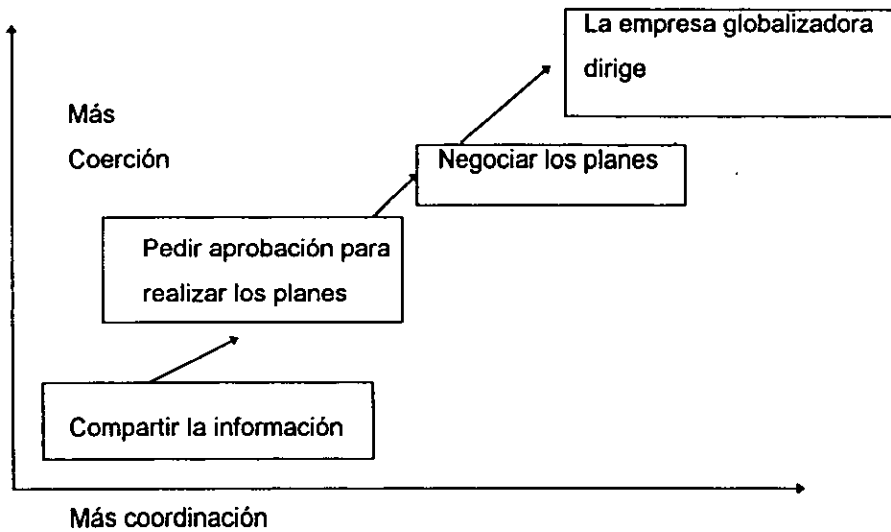 La empresa globalizadora
dirige
Más
Coerción
Negociar los planes
Pedir aprobación para
realizar los planes
Compartir la información
Más coordinación